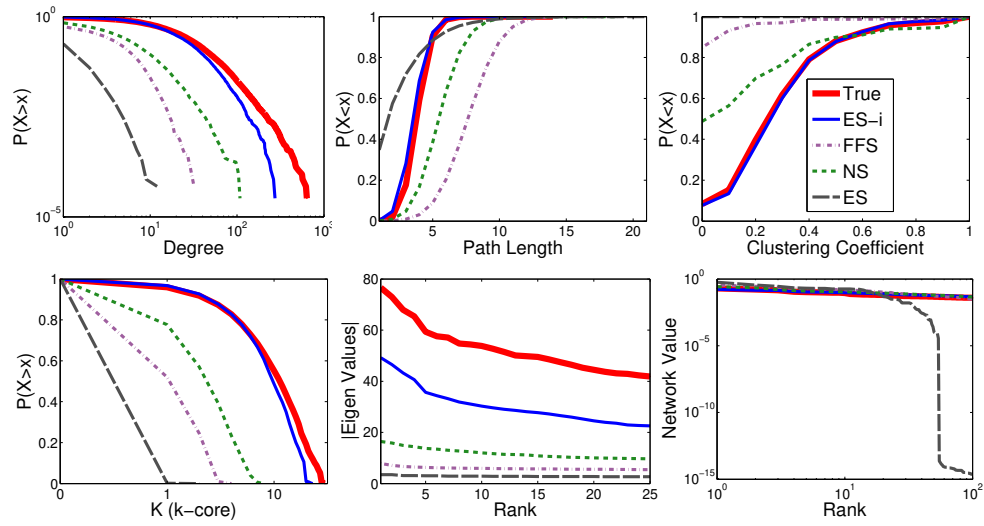 10^0
P(X>x)
10^-5
10^0 10^1 10^2 10^3
Degree
1
0.8
0.6
0.4
0.2
0
P(X<x)
5 10 15 20
Path Length
1
0.8
0.6
0.4
0.2
0
P(X<x)
0 0.2 0.4 0.6 0.8 1
Clustering Coefficient
True
ES-i
FFS
NS
ES
1
0.8
0.6
0.4
0.2
0
P(X>x)
0 1 10
K (k-core)
80
60
40
20
0
|Eigen Values|
5 10 15 20 25
Rank
10^0
10^-5
10^-10
10^-15
Network Value
10^0 10^1 10^2
Rank